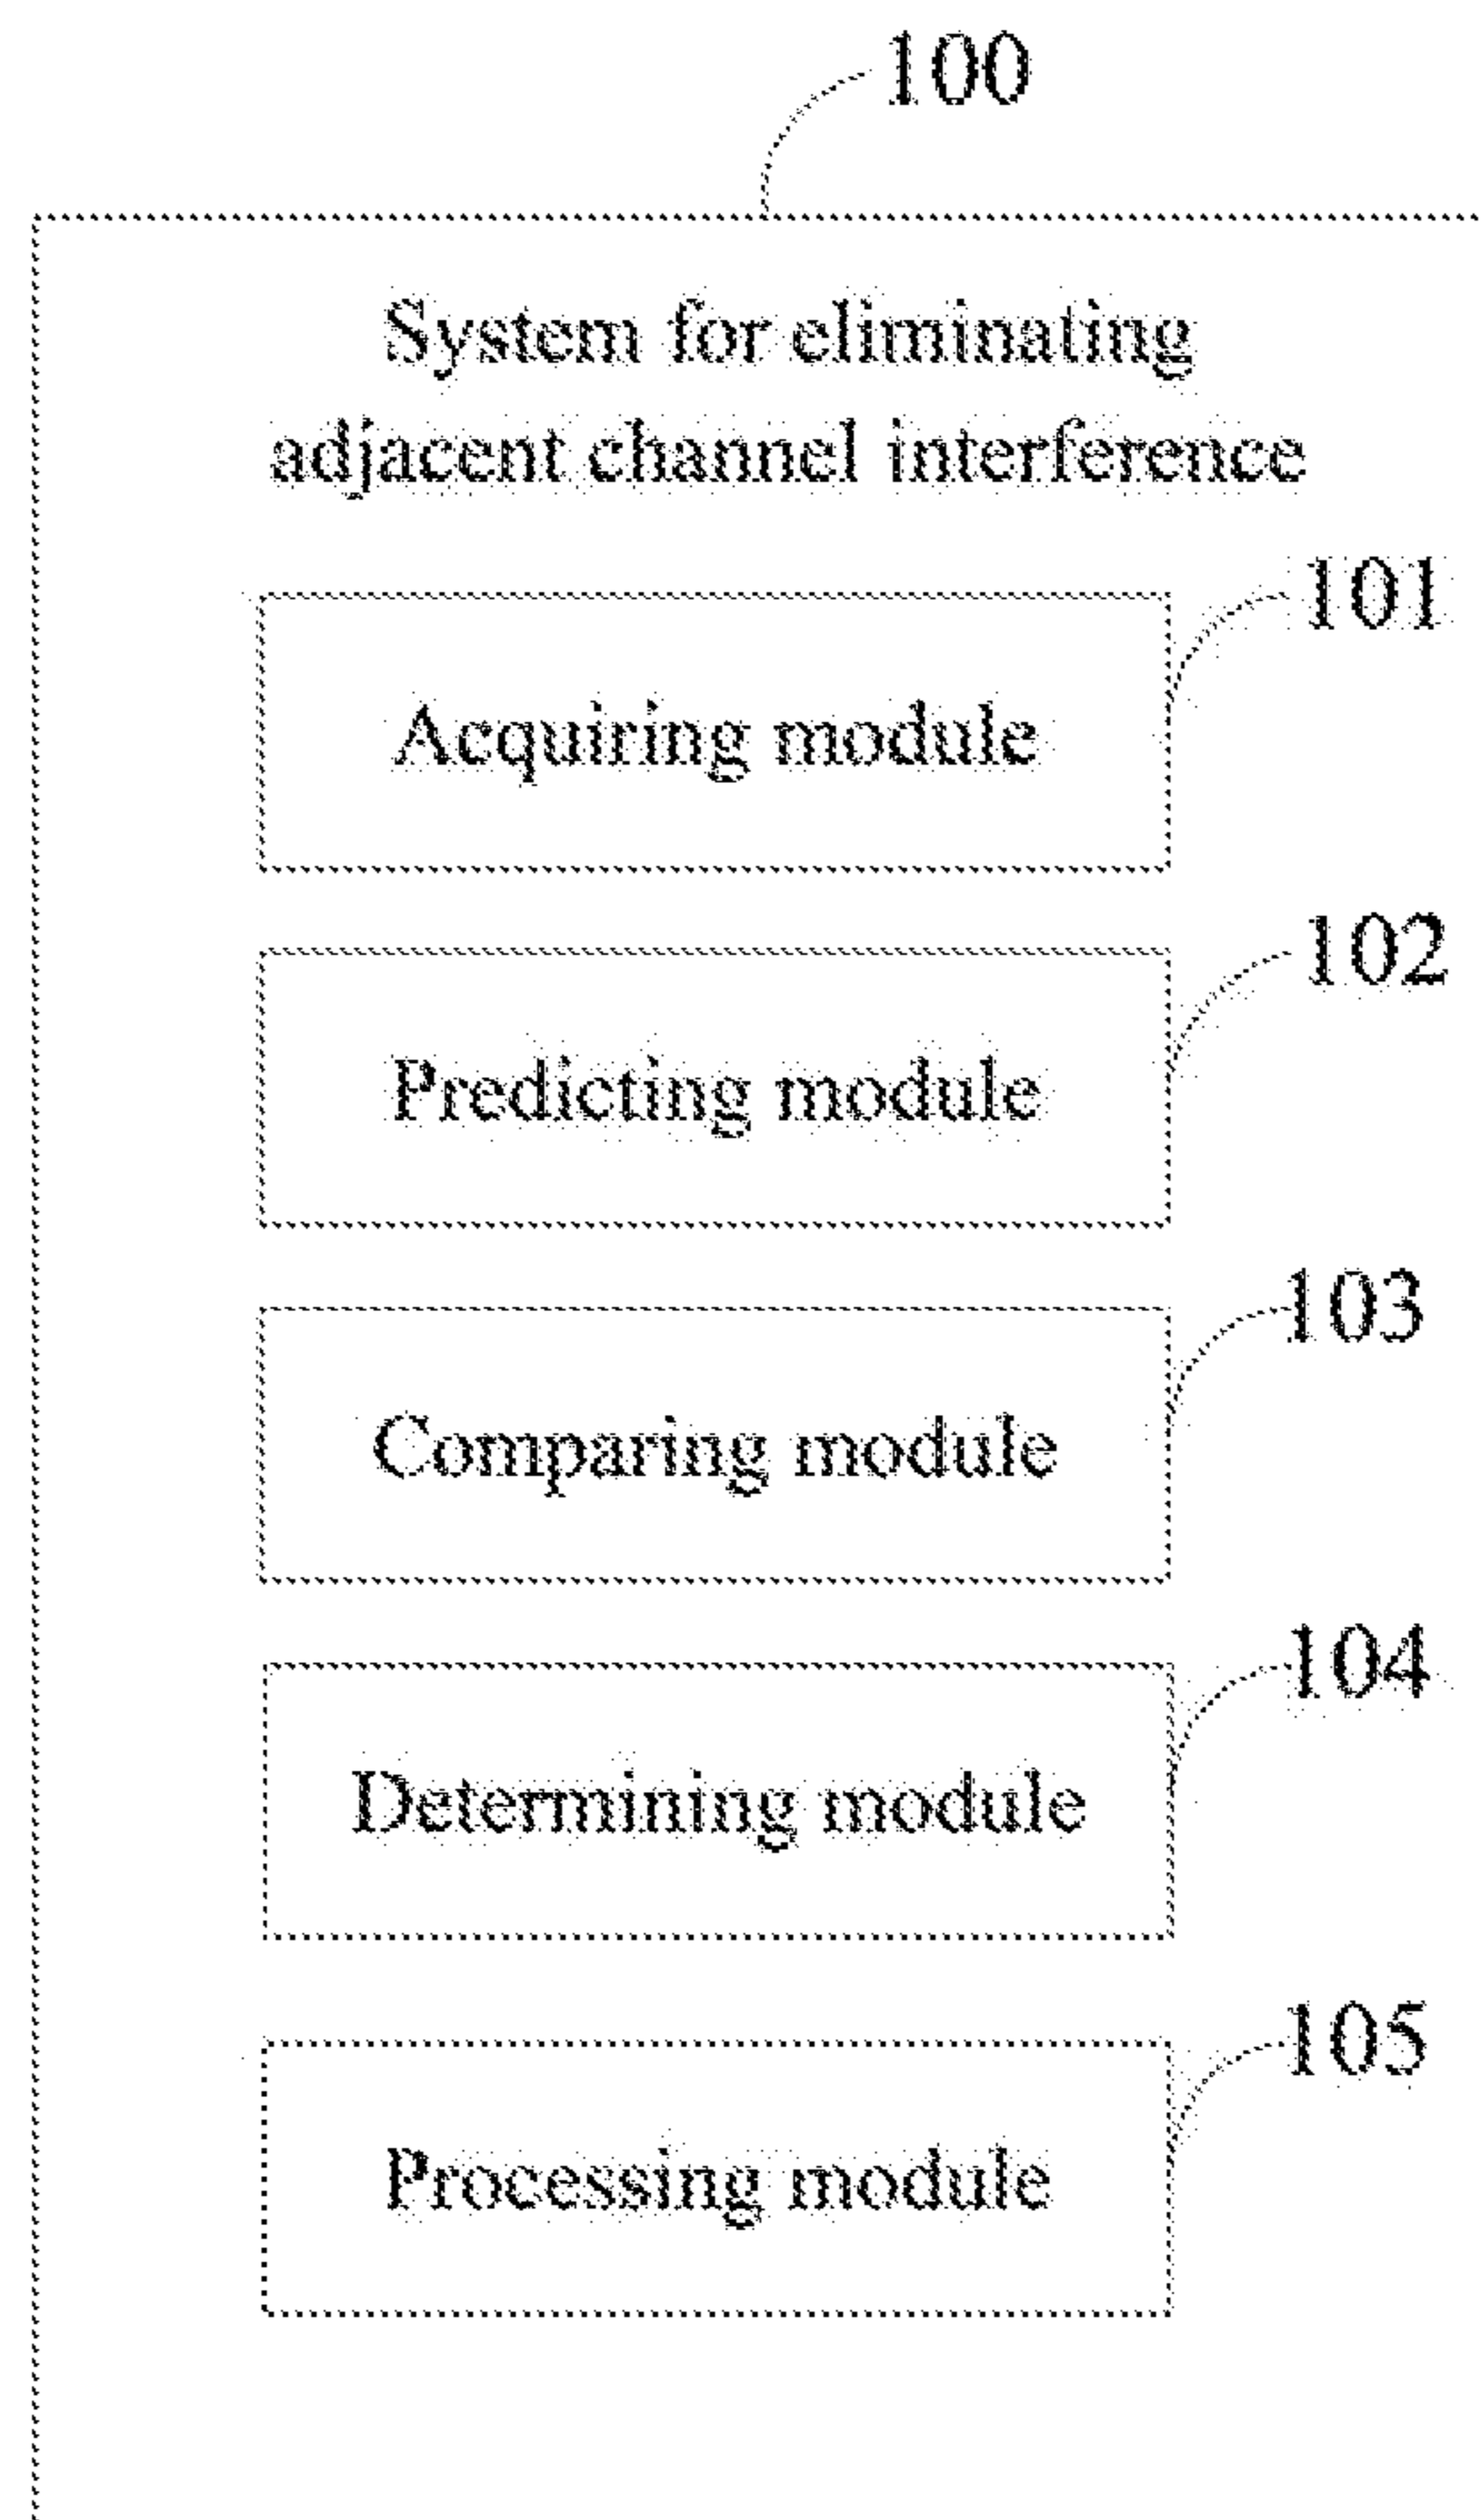 100
System for eliminating
adjacent channel interference
101
Acquiring module
102
Predicting module
103
Comparing module
104
Determining module
105
Processing module